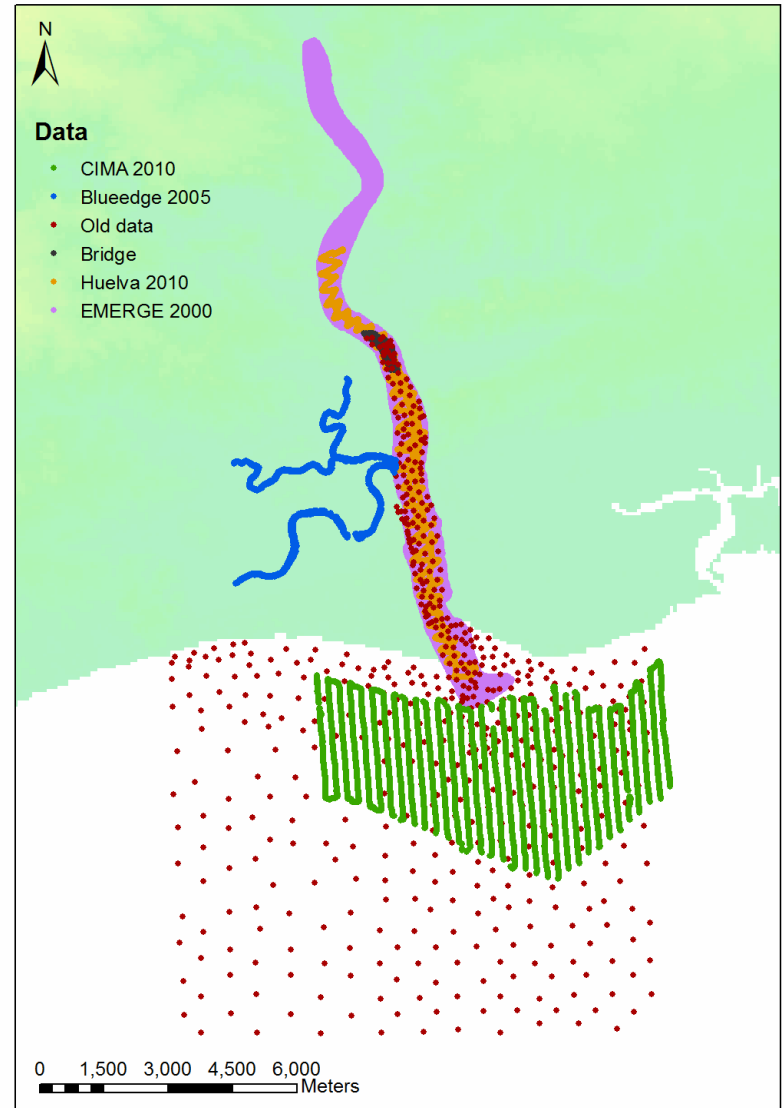 N
Data
CIMA 2010
Blueedge 2005
Old data
Bridge
Huelva 2010
EMERGE 2000
0 1,500 3,000 4,500 6,000
Meters